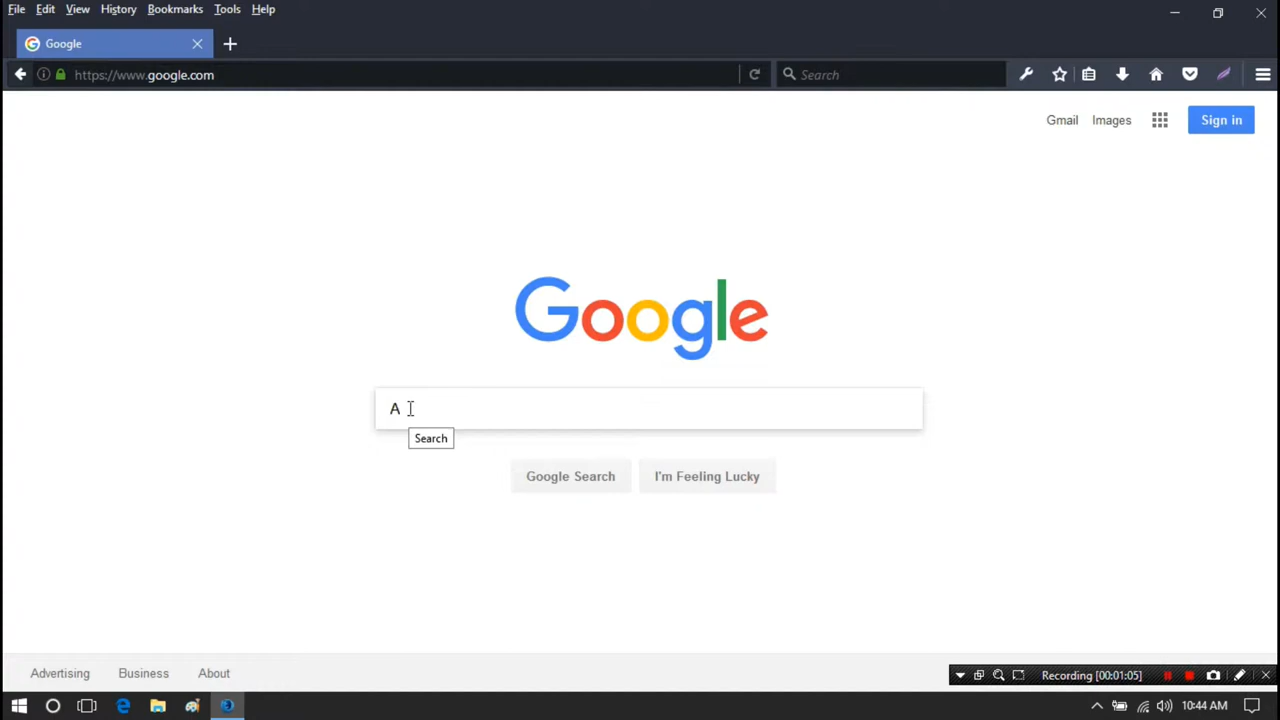 File Edit View History Bookmarks Tools Help
Google
https://www.google.com
Search
Gmail Images Sign in
Google
A
Search
Google Search I'm Feeling Lucky
Advertising Business About
Recording [00:01:05]
10:44 AM